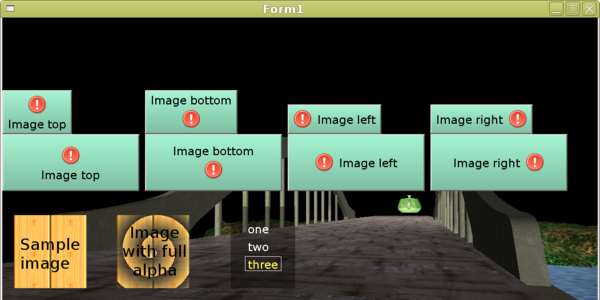 Form1
Image top
Image bottom
Image left
Image right
Image top
Image bottom
Image left
Image right
Sample
image
Image
with full
alpha
one
two
three